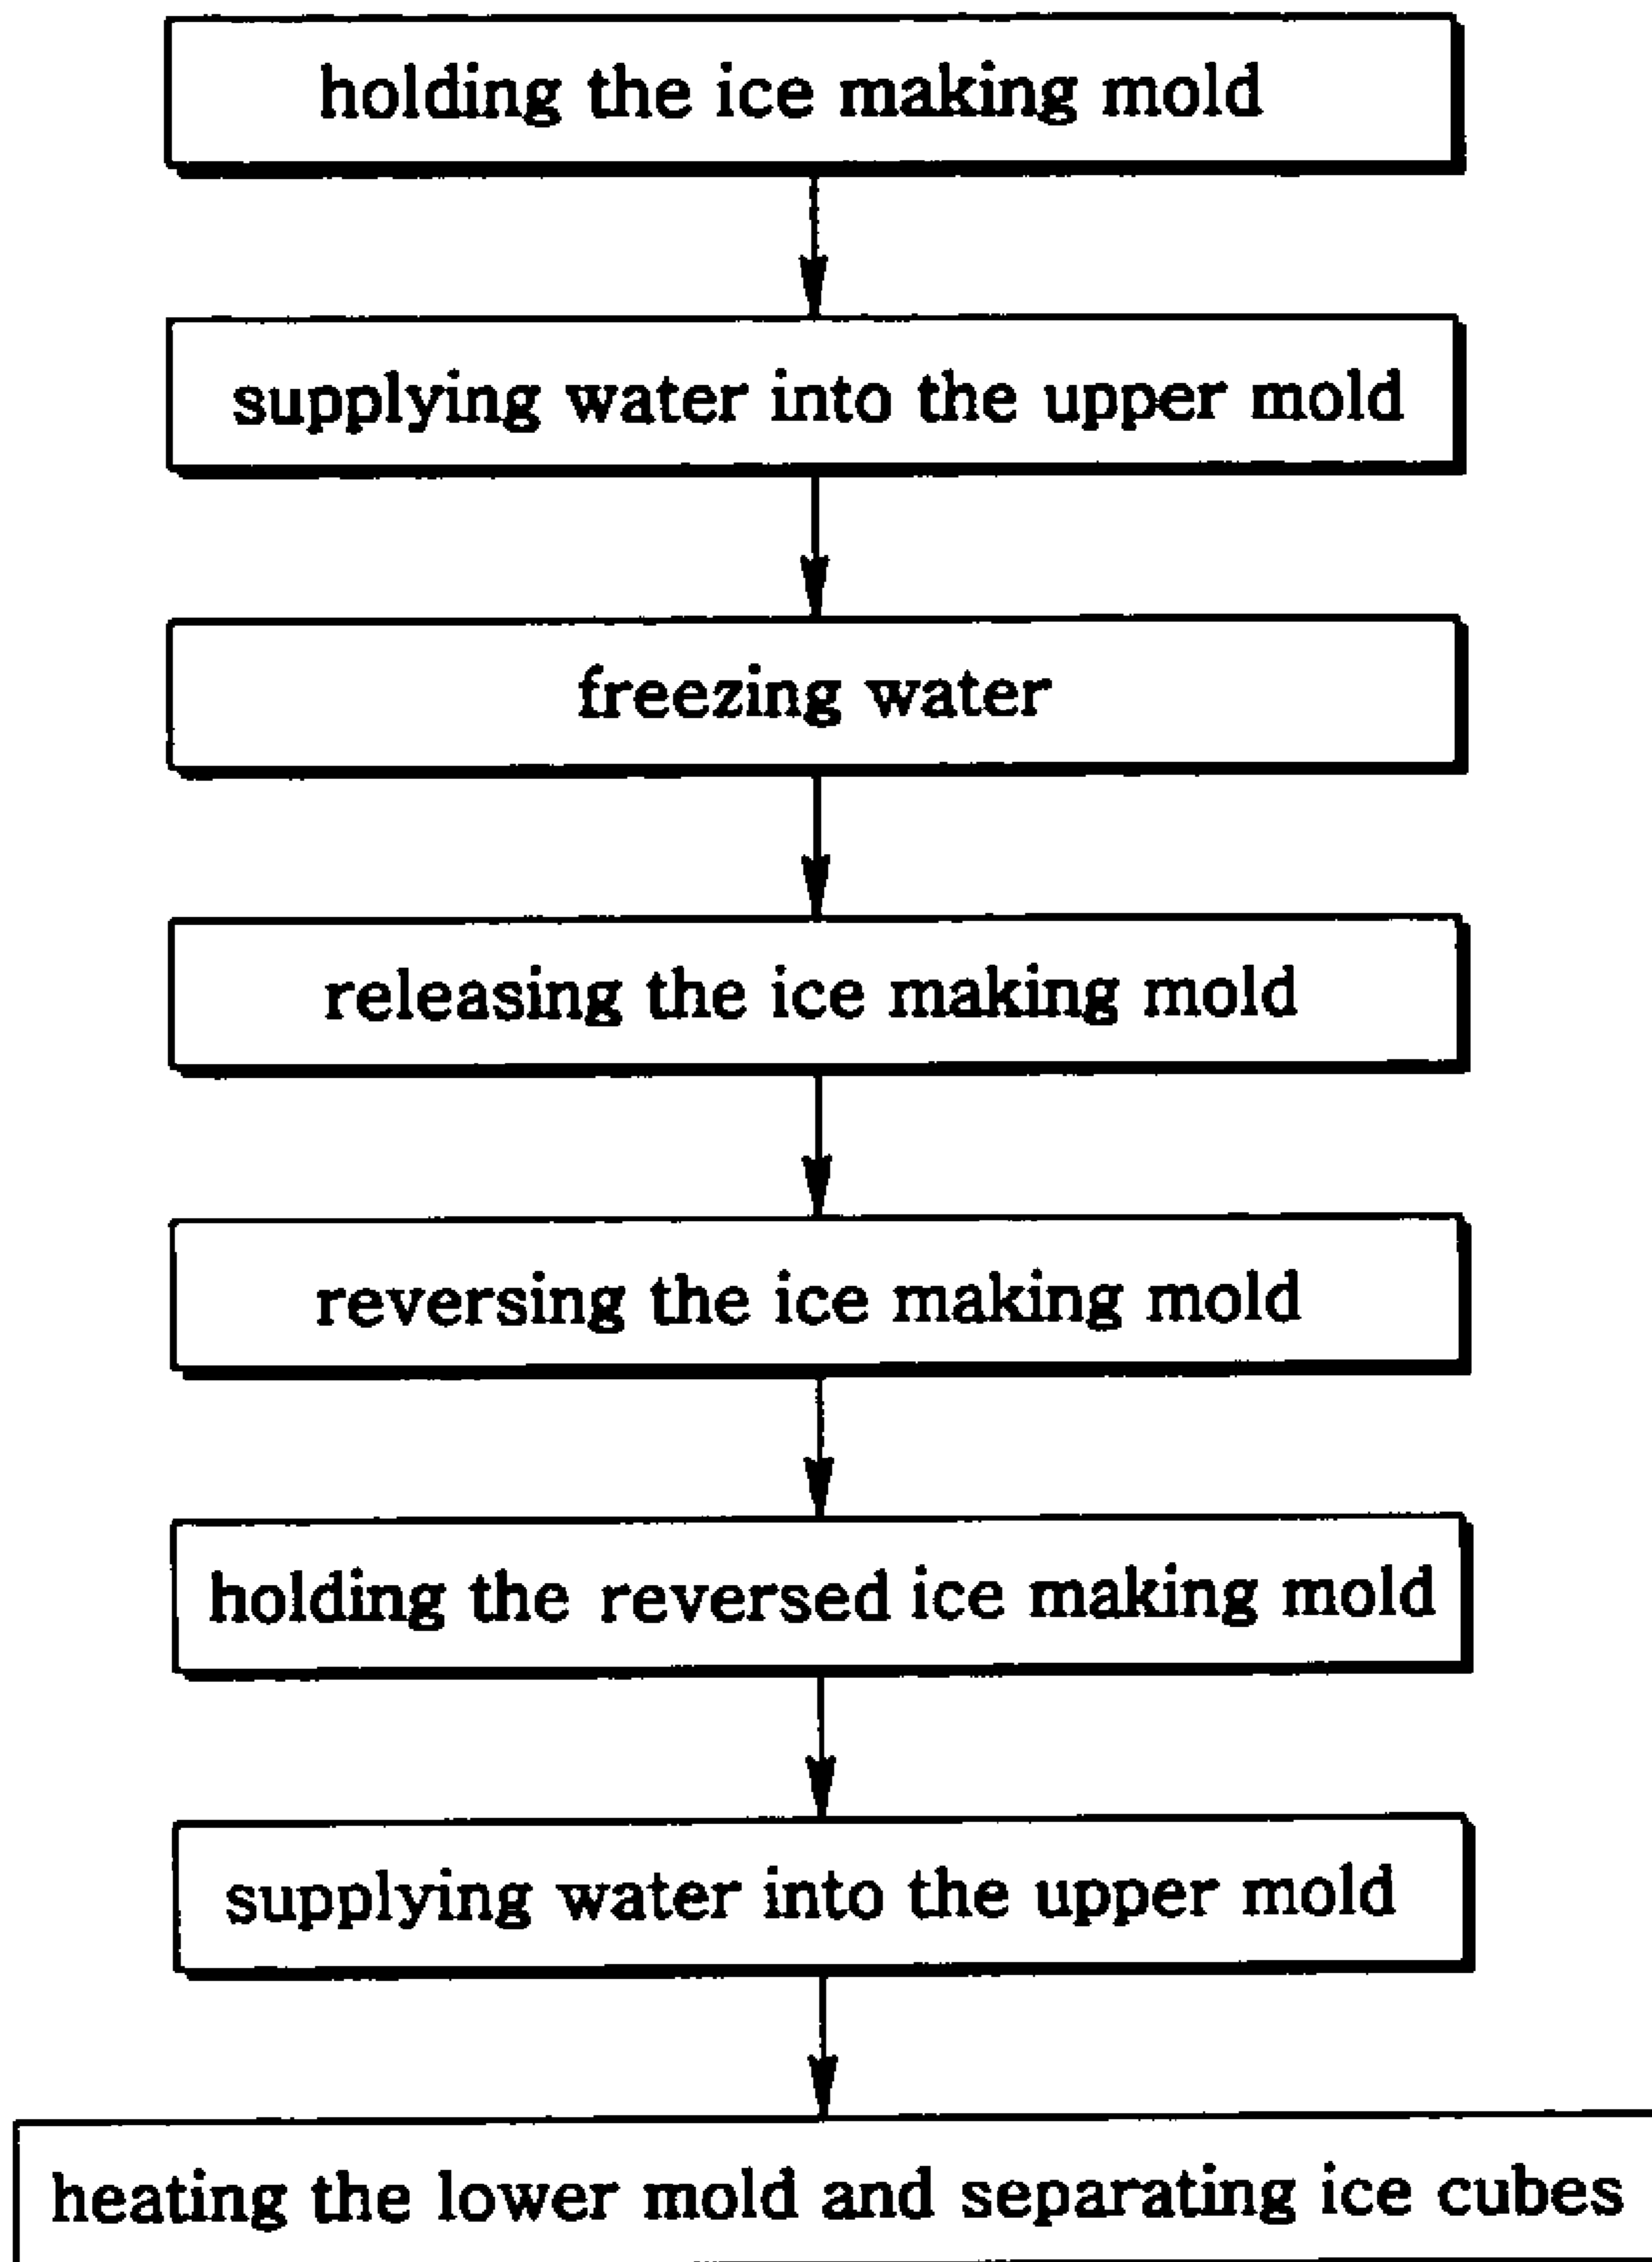 holding the ice making mold
supplying water into the upper mold
freezing water
releasing the ice making mold
reversing the ice making mold
holding the reversed ice making mold
supplying water into the upper mold
heating the lower mold and separating ice cubes